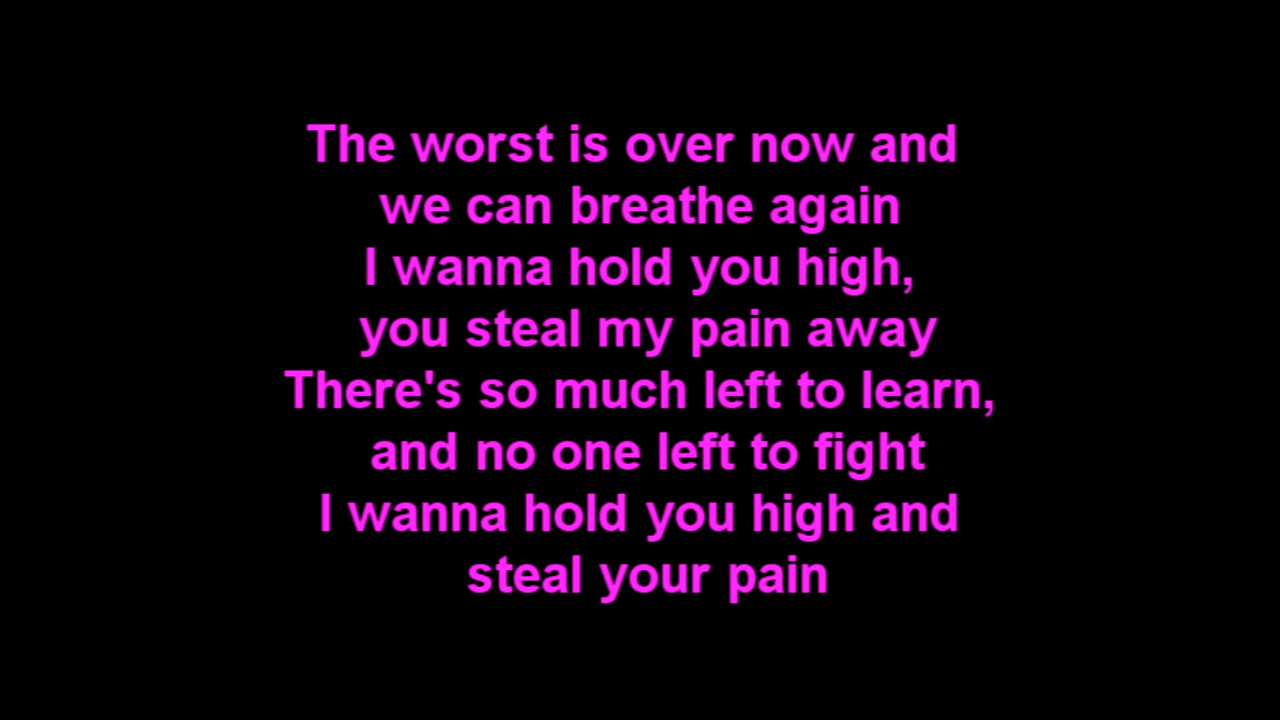 The worst is over now and
we can breathe again
I wanna hold you high,
you steal my pain away
There's so much left to learn,
and no one left to fight
I wanna hold you high and
steal your pain